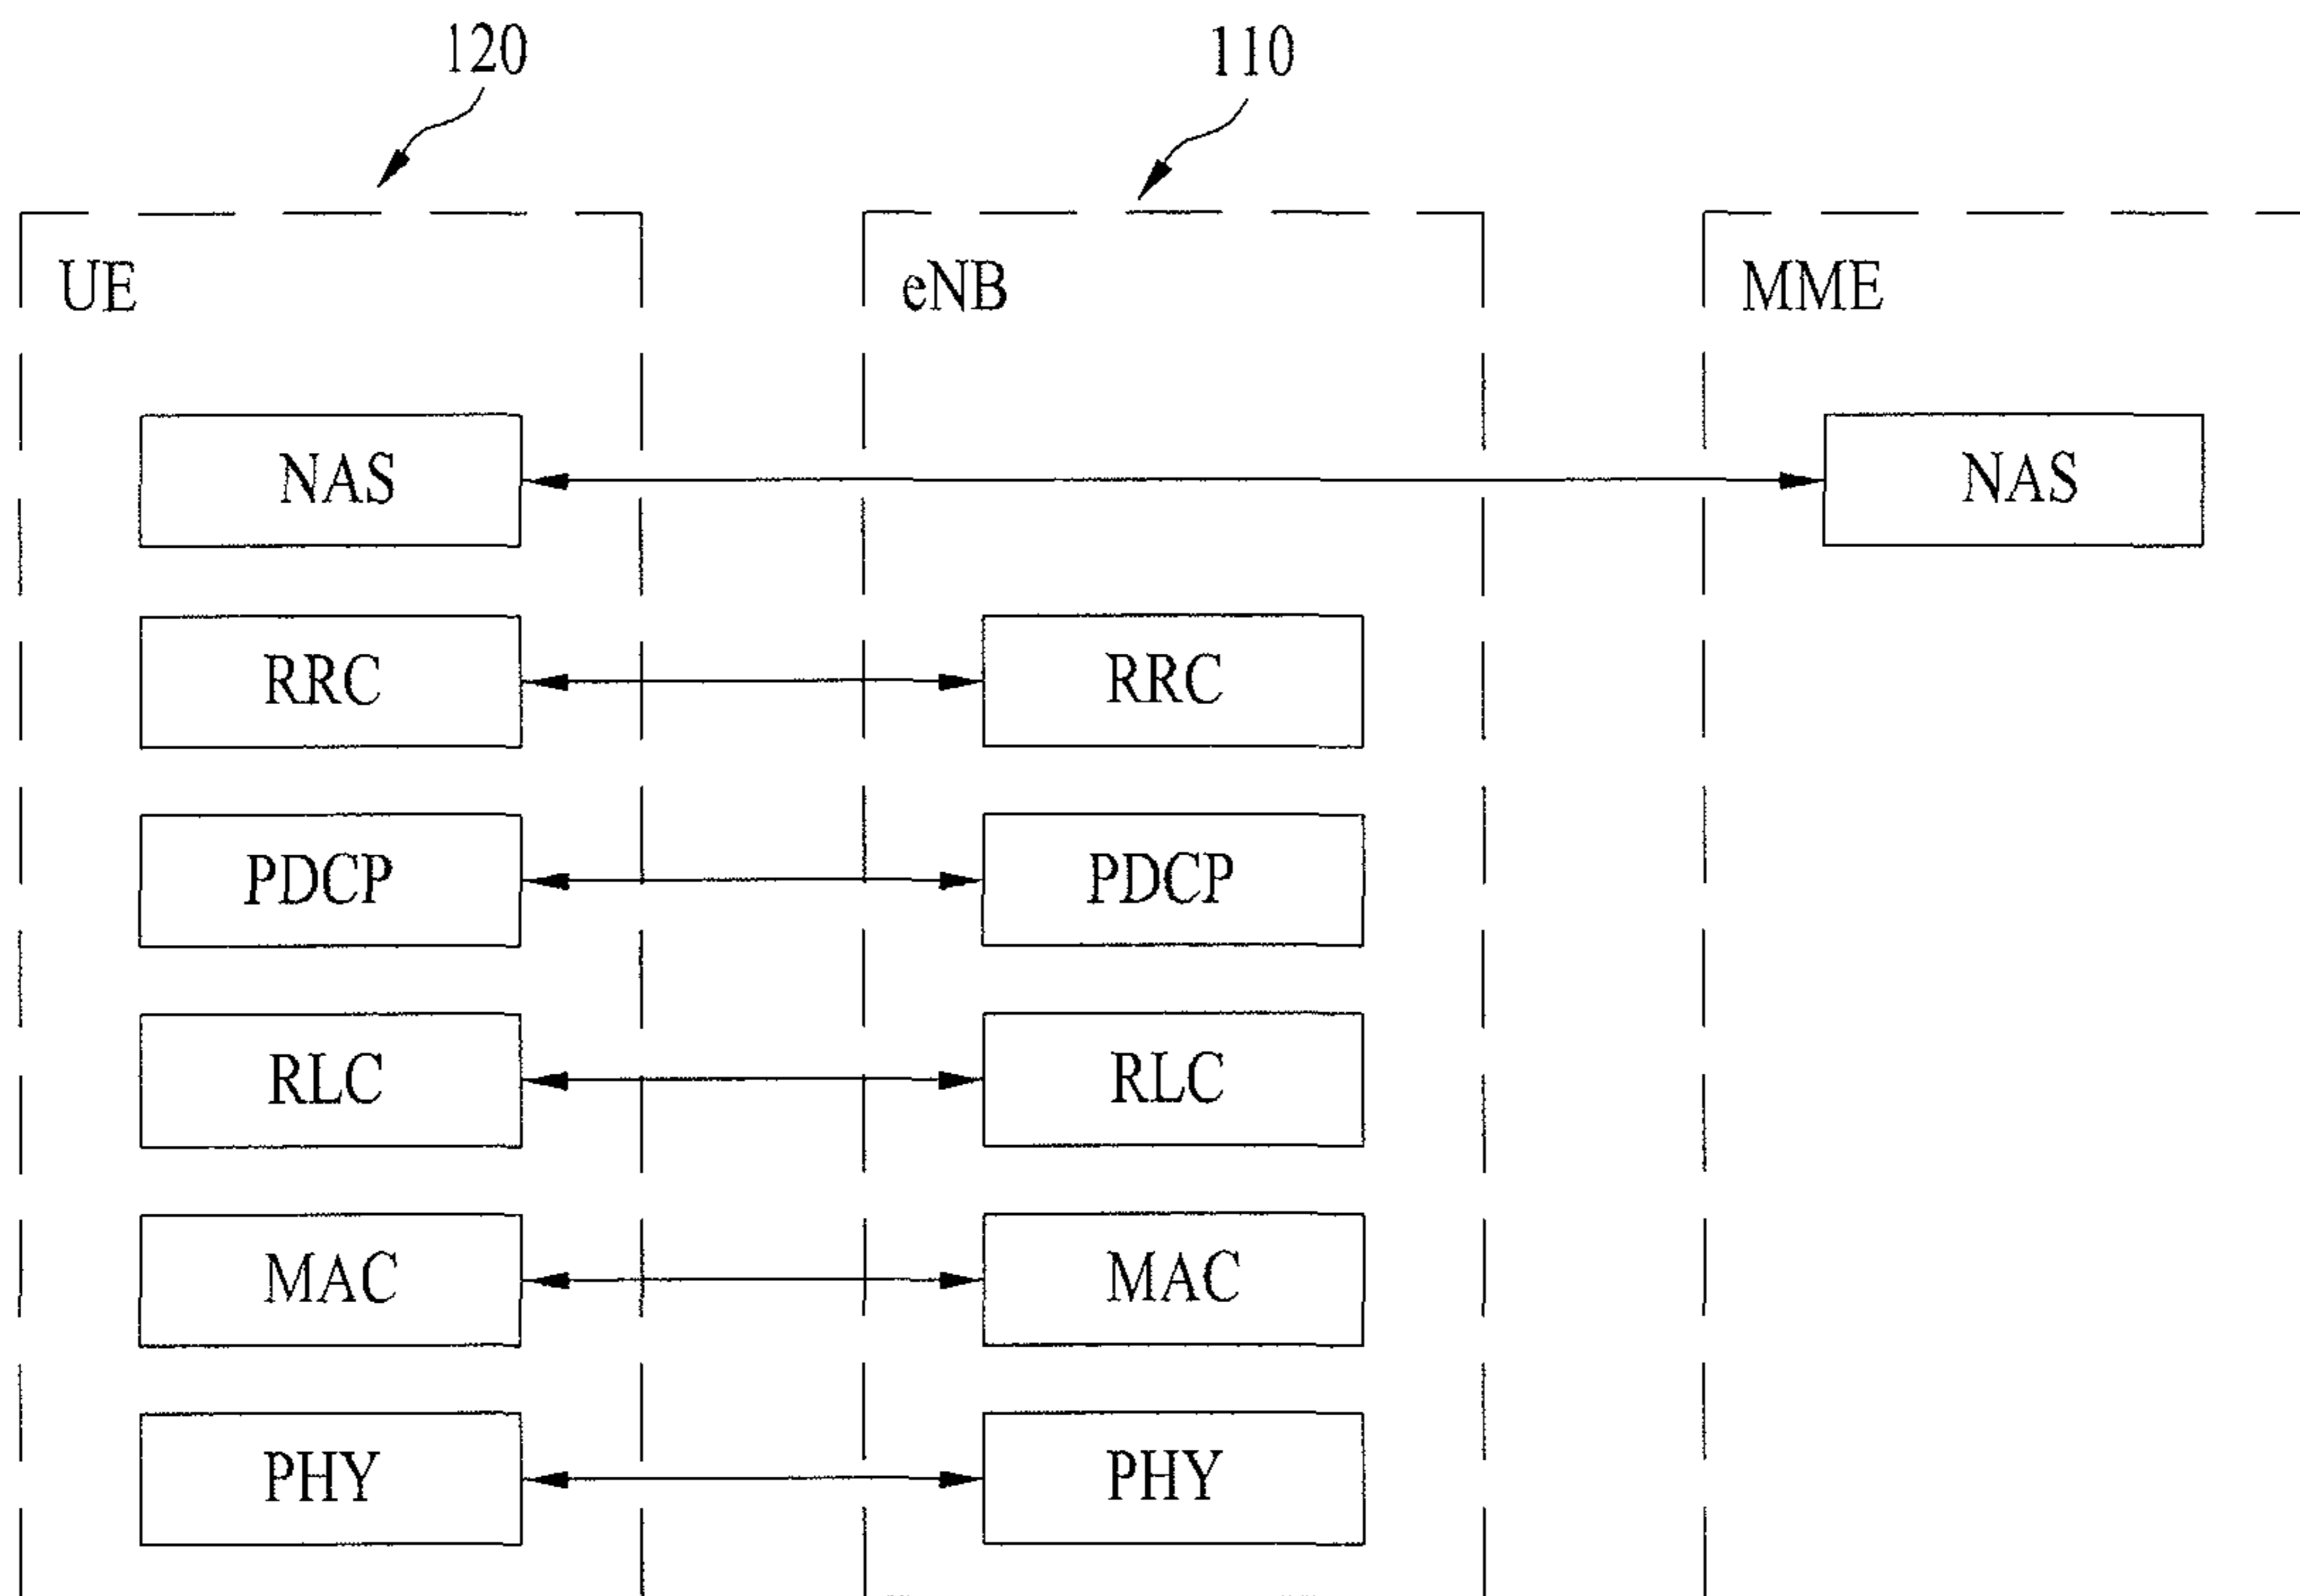 120 110
UE eNB MME
NAS NAS
RRC RRC
PDCP PDCP
RLC RLC
MAC MAC
PHY PHY